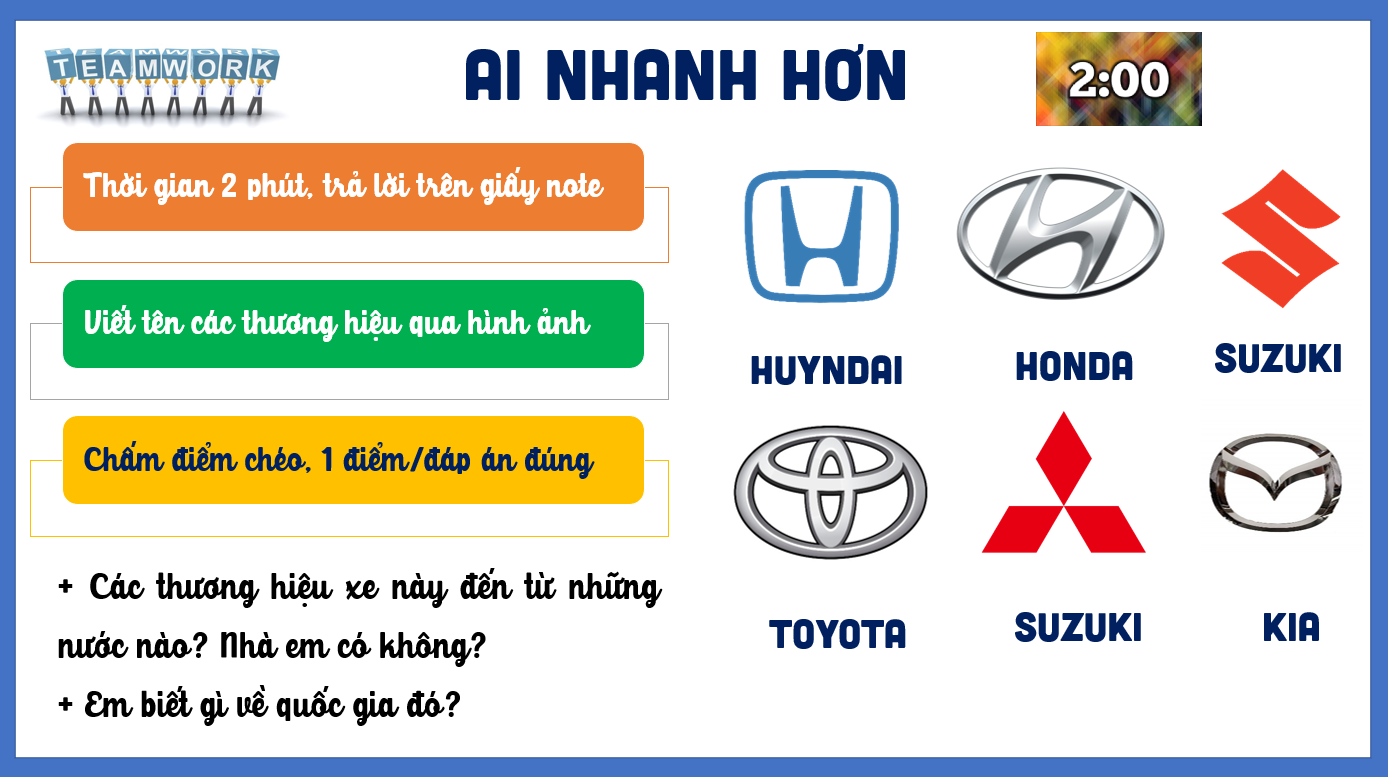 TEAMWORK
AI NHANH HƠN
2:00
Thời gian 2 phút, trả lời trên giấy note
Viết tên các thương hiệu qua hình ảnh
Chấm điểm chéo, 1 điểm/đáp án đúng
+ Các thương hiệu xe này đến từ những
nước nào? Nhà em có không?
+ Em biết gì về quốc gia đó?
HUYNDAI
HONDA
SUZUKI
TOYOTA
SUZUKI
KIA